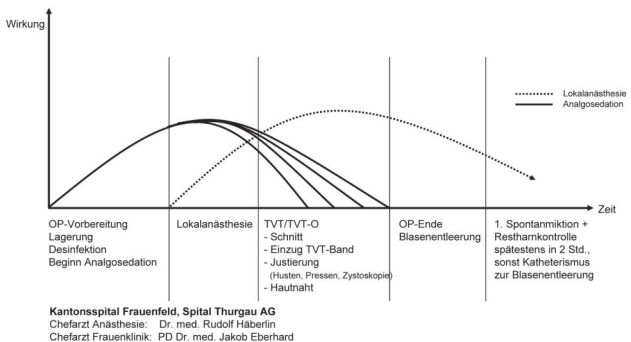 Wirkung
Lokalanästhesie
Analgosedation
Zeit
OP-Vorbereitung
Lagerung
Desinfektion
Beginn Analgosedation
Lokalanästhesie
TVT/TVT-O
- Schnitt
- Einzug TVT-Band
- Justierung
(Husten, Pressen, Zystoskopie)
- Hautnaht
OP-Ende
Blasenentleerung
1. Spontanmiktion +
Restharnkontrolle
spätestens in 2 Std.,
sonst Katheterismus
zur Blasenentleerung
Kantonsspital Frauenfeld, Spital Thurgau AG
Chefarzt Anästhesie: Dr. med. Rudolf Häberlin
Chefarzt Frauenklinik: PD Dr. med. Jakob Eberhard